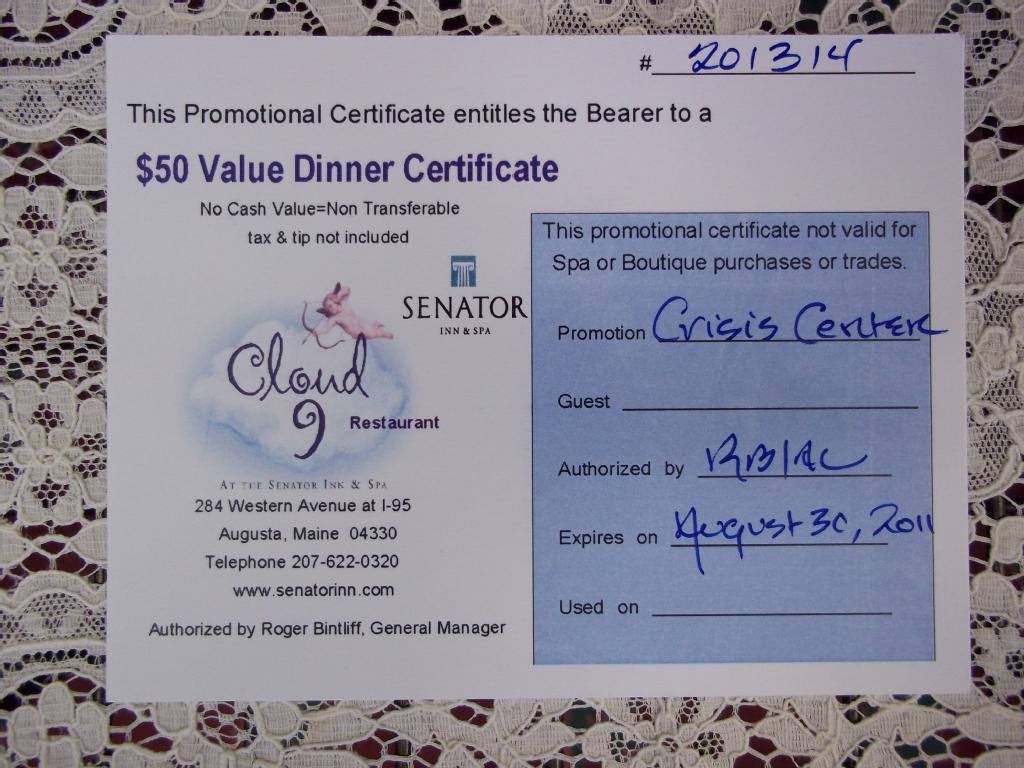 # 201314
This Promotional Certificate entitles the Bearer to a
$50 Value Dinner Certificate
No Cash Value=Non Transferable
tax & tip not included
SENATOR
INN & SPA
Cloud
9 Restaurant
AT THE SENATOR INN & SPA
284 Western Avenue at I-95
Augusta, Maine 04330
Telephone 207-622-0320
www.senatorinn.com
Authorized by Roger Bintliff, General Manager
This promotional certificate not valid for
Spa or Boutique purchases or trades.
Promotion Crisis Center
Guest
Authorized by RB/AC
Expires on August 30, 2011
Used on